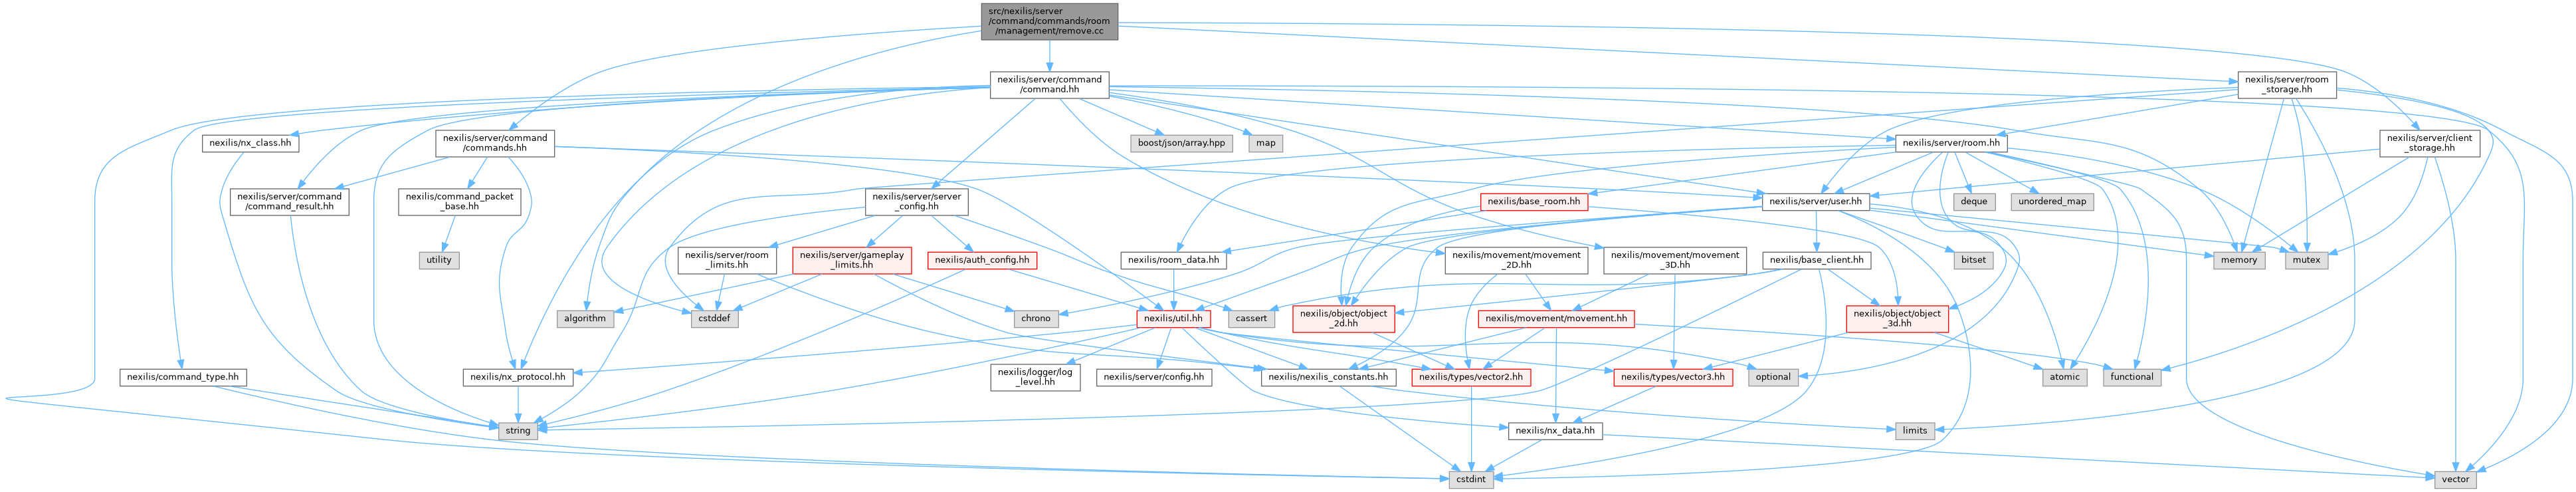 src/nexilis/server
/command/commands/room
/management/remove.cc
nexilis/server/command
/command.hh
nexilis/server/room
_storage.hh
nexilis/nx_class.hh
nexilis/server/command
/commands.hh
boost/json/array.hpp
map
nexilis/server/room.hh
nexilis/server/client
_storage.hh
nexilis/server/command
/command_result.hh
nexilis/command_packet
_base.hh
nexilis/server/server
_config.hh
nexilis/base_room.hh
nexilis/server/user.hh
deque
unordered_map
utility
nexilis/server/room
_limits.hh
nexilis/server/gameplay
_limits.hh
nexilis/auth_config.hh
nexilis/room_data.hh
nexilis/movement/movement
_2D.hh
nexilis/movement/movement
_3D.hh
nexilis/base_client.hh
bitset
memory
mutex
algorithm
cstddef
chrono
nexilis/util.hh
cassert
nexilis/object/object
_2d.hh
nexilis/movement/movement.hh
nexilis/object/object
_3d.hh
nexilis/command_type.hh
nexilis/nx_protocol.hh
nexilis/logger/log
_level.hh
nexilis/server/config.hh
nexilis/nexilis_constants.hh
nexilis/types/vector2.hh
nexilis/types/vector3.hh
optional
atomic
functional
string
nexilis/nx_data.hh
limits
cstdint
vector